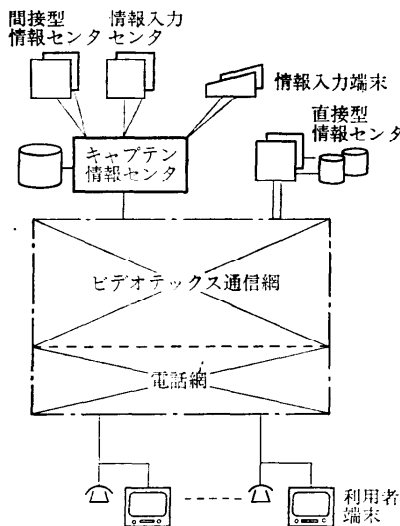 間接型
情報センタ
情報入力
センタ
情報入力端末
直接型
情報センタ
キャプテン
情報センタ
ビデオテックス通信網
電話網
利用者
端末